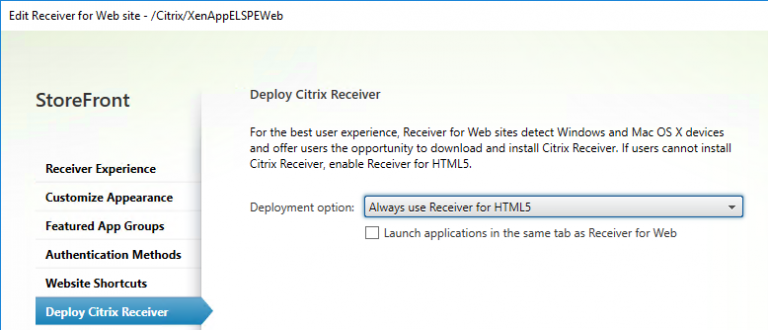 Edit Receiver for Web site - /Citrix/XenAppELSPEWeb
StoreFront
Receiver Experience
Customize Appearance
Featured App Groups
Authentication Methods
Website Shortcuts
Deploy Citrix Receiver
Deploy Citrix Receiver
For the best user experience, Receiver for Web sites detect Windows and Mac OS X devices
and offer users the opportunity to download and install Citrix Receiver. If users cannot install
Citrix Receiver, enable Receiver for HTML5.
Deployment option: Always use Receiver for HTML5
Launch applications in the same tab as Receiver for Web